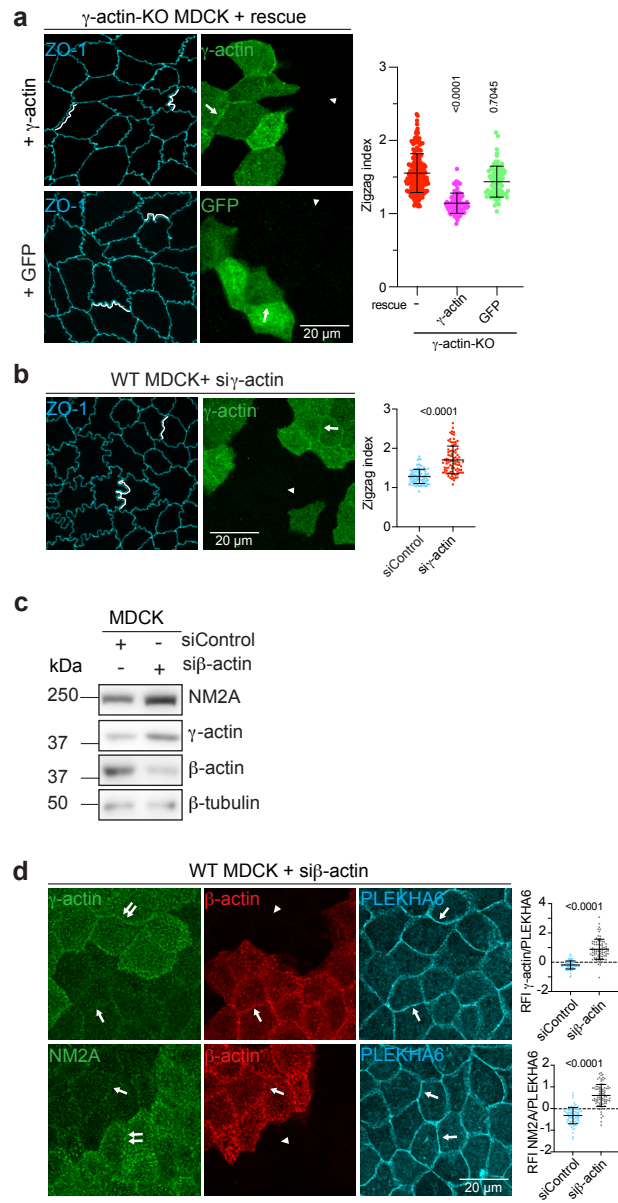 a
γ-actin-KO MDCK + rescue
ZO-1
γ-actin
+ γ-actin
ZO-1
GFP
+ GFP
20 µm
Zigzag index
3
2
1
0
<0.0001
0.7045
rescue
-
γ-actin
GFP
γ-actin-KO
b
WT MDCK+ siγ-actin
ZO-1
γ-actin
20 µm
Zigzag index
3
2
1
0
<0.0001
siControl
siγ-actin
c
MDCK
+ - siControl
- + siβ-actin
kDa
250 NM2A
37 γ-actin
37 β-actin
50 β-tubulin
d
WT MDCK + siβ-actin
γ-actin
β-actin
PLEKHA6
NM2A
β-actin
PLEKHA6
20 µm
RFI γ-actin/PLEKHA6
4
2
0
-2
<0.0001
siControl
siβ-actin
RFI NM2A/PLEKHA6
2
1
0
-1
-2
<0.0001
siControl
siβ-actin